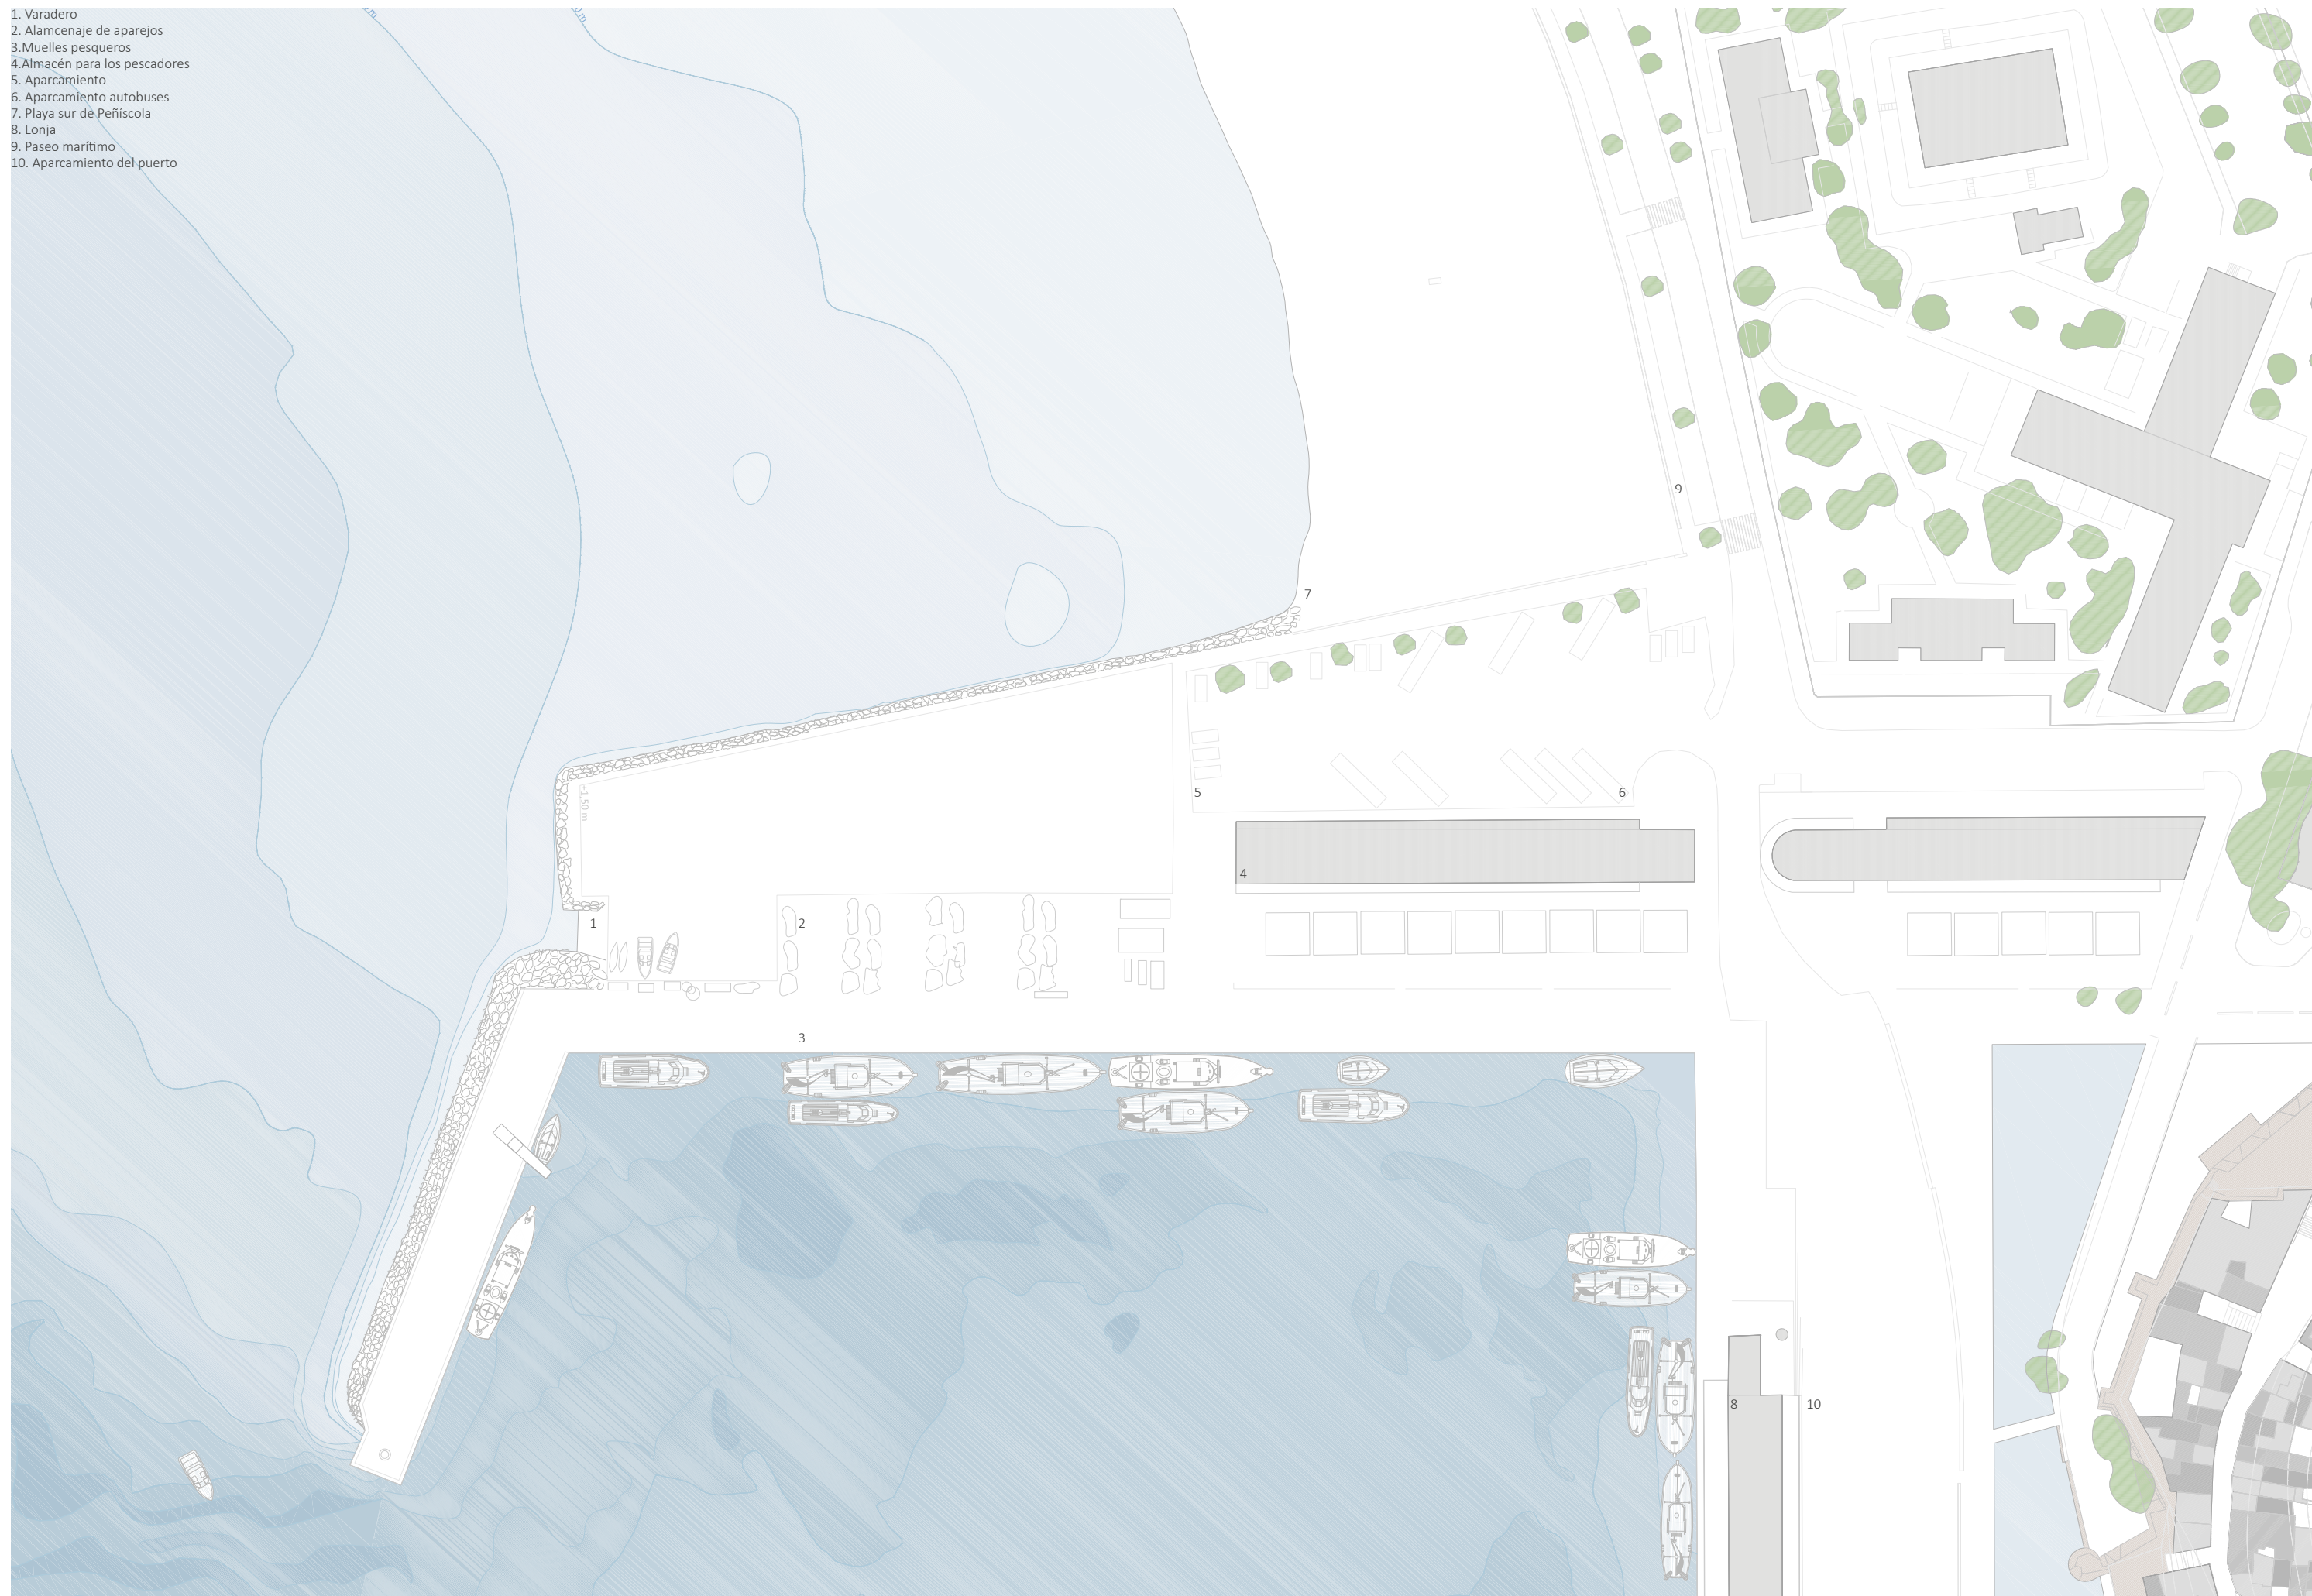 1. Varadero
2. Alamcenaje de aparejos
3.Muelles pesqueros
4.Almacén para los pescadores
5. Aparcamiento
6. Aparcamiento autobuses
7. Playa sur de Peñíscola
8. Lonja
9. Paseo marítimo
10. Aparcamiento del puerto
9
7
+1,50 m
5
6
4
1
2
3
8
10